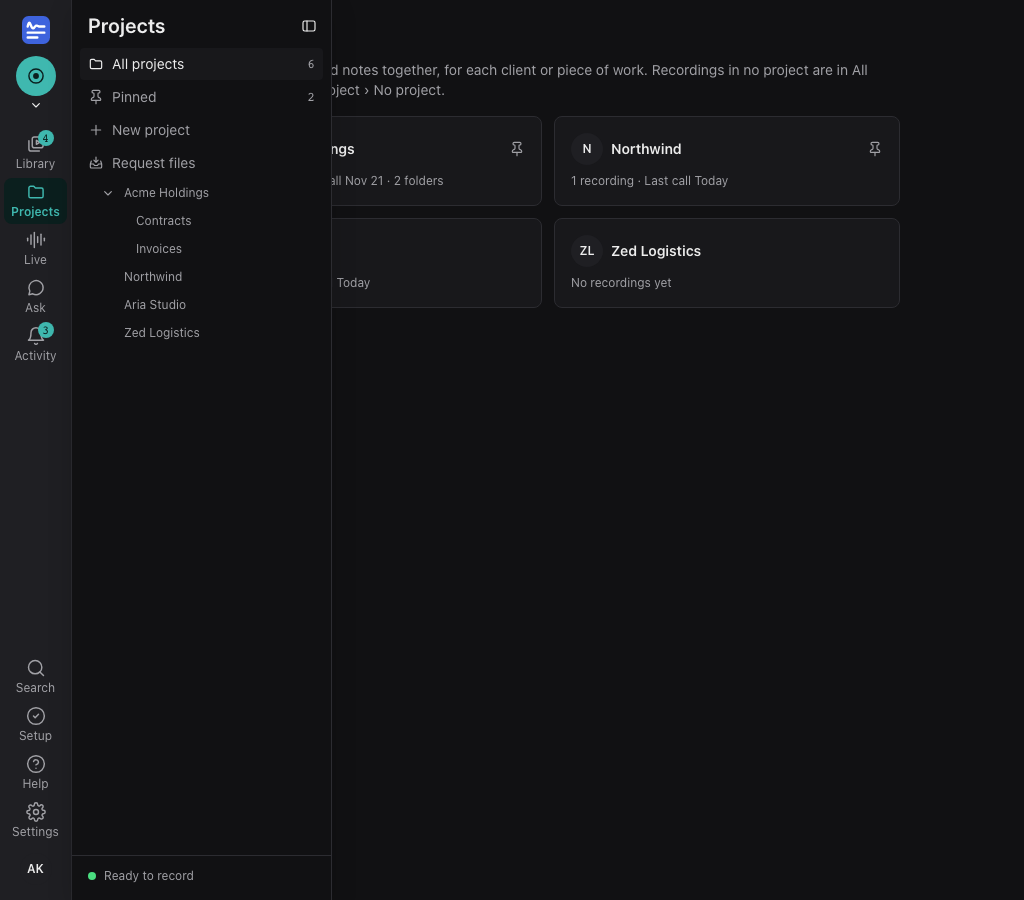 Projects
All projects 6
Pinned 2
New project
Request files
Acme Holdings
Contracts
Invoices
Northwind
Aria Studio
Zed Logistics
Ready to record
4
Library
Projects
Live
Ask
3
Activity
Search
Setup
Help
Settings
AK
d notes together, for each client or piece of work. Recordings in no project are in All
ject › No project.
ngs
all Nov 21 · 2 folders
N Northwind
1 recording · Last call Today
Today
ZL Zed Logistics
No recordings yet